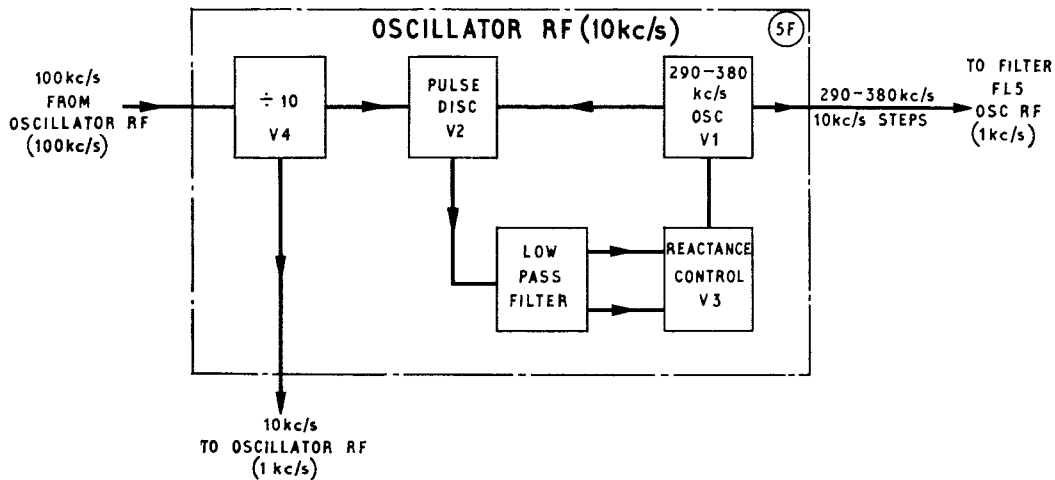 OSCILLATOR RF (10kc/s)
5F
100kc/s
FROM
OSCILLATOR RF
(100kc/s)
÷ 10
V4
PULSE
DISC
V2
290-380
kc/s
OSC
V1
290-380kc/s
10kc/s STEPS
TO FILTER
FL5
OSC RF
(1kc/s)
LOW
PASS
FILTER
REACTANCE
CONTROL
V3
10kc/s
TO OSCILLATOR RF
(1kc/s)